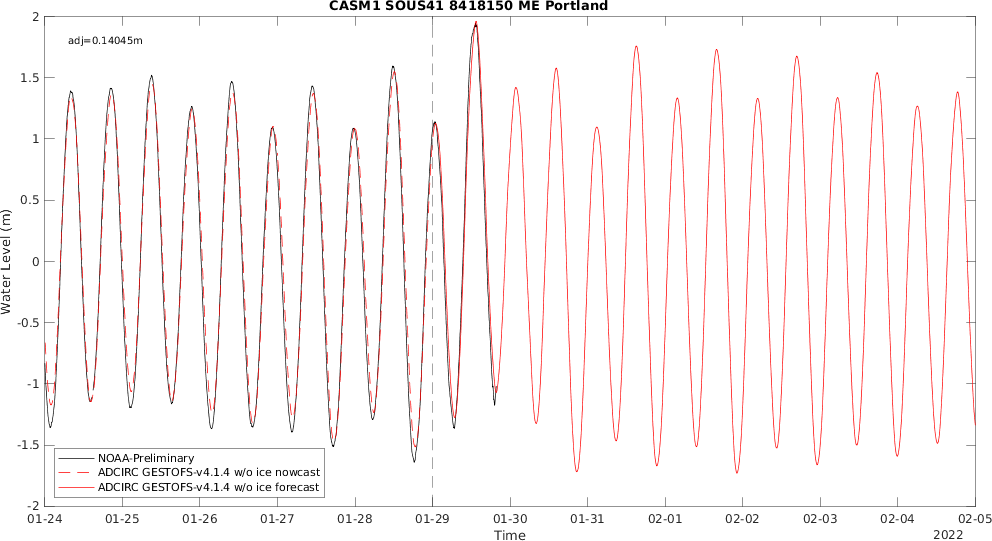 CASM1 SOUS41 8418150 ME Portland
adj=0.14045m
2
1.5
1
0.5
0
-0.5
-1
-1.5
-2
Water Level (m)
NOAA-Preliminary
ADCIRC GESTOFS-v4.1.4 w/o ice nowcast
ADCIRC GESTOFS-v4.1.4 w/o ice forecast
01-24 01-25 01-26 01-27 01-28 01-29 01-30 01-31 02-01 02-02 02-03 02-04 02-05
Time
2022